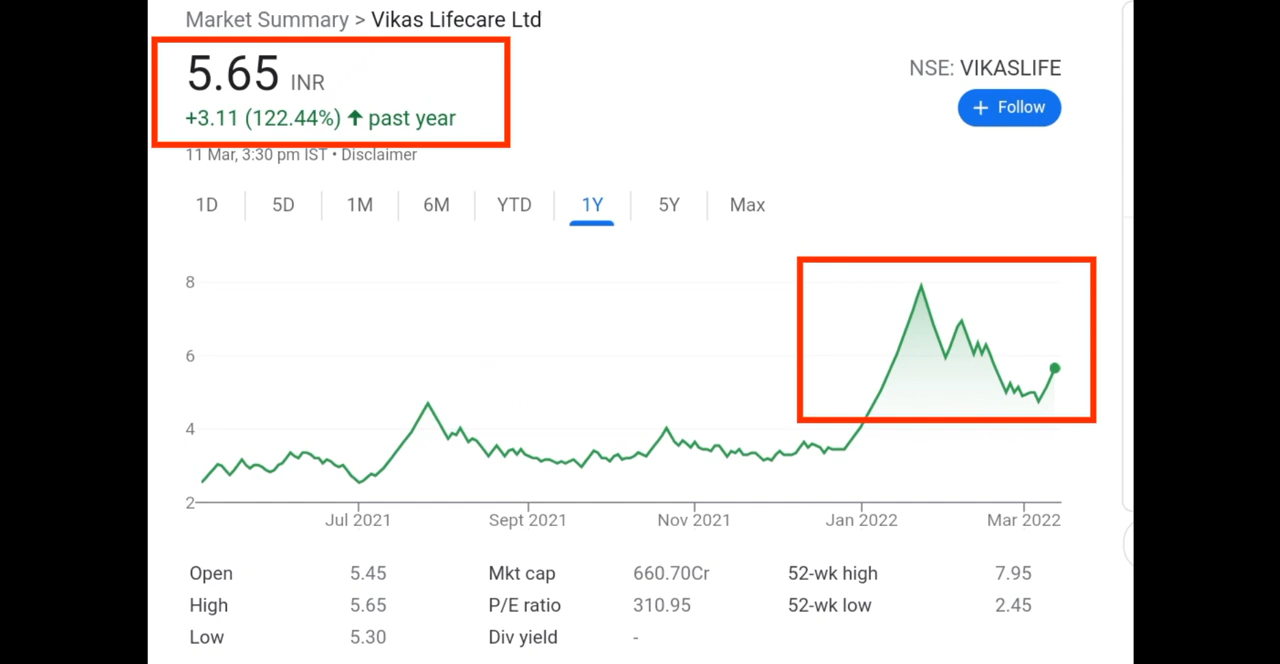 Market Summary > Vikas Lifecare Ltd
5.65 INR
+3.11 (122.44%) ↑ past year
11 Mar, 3:30 pm IST • Disclaimer
NSE: VIKASLIFE
+ Follow
1D 5D 1M 6M YTD 1Y 5Y Max
8
6
4
2
Jul 2021 Sept 2021 Nov 2021 Jan 2022 Mar 2022
Open 5.45 Mkt cap 660.70Cr 52-wk high 7.95
High 5.65 P/E ratio 310.95 52-wk low 2.45
Low 5.30 Div yield -